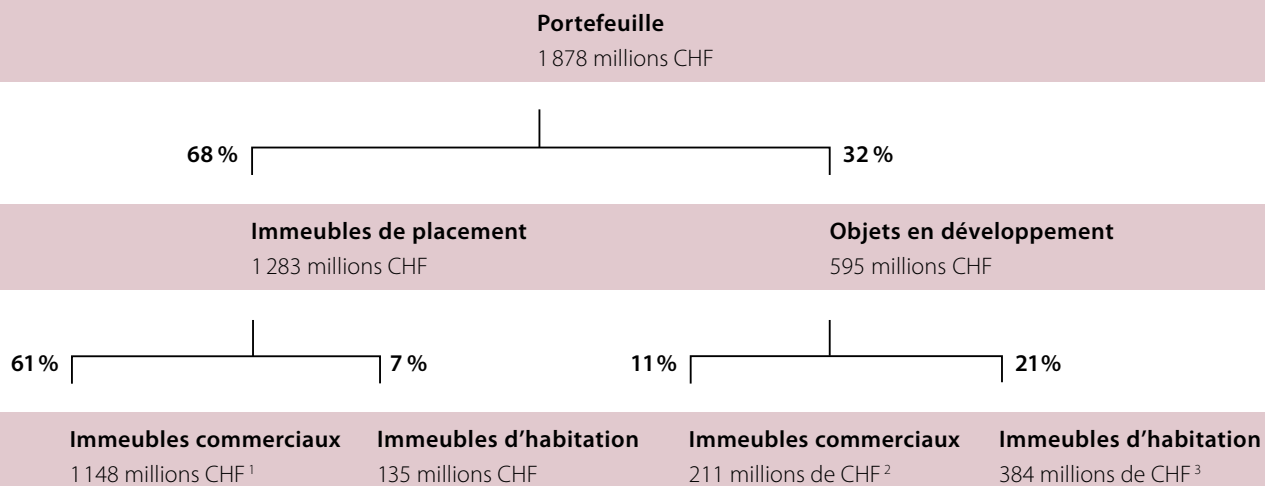 Portefeuille
1 878 millions CHF
68 %
32 %
Immeubles de placement
1 283 millions CHF
Objets en développement
595 millions CHF
61 %
7 %
11 %
21 %
Immeubles commerciaux
1 148 millions CHF 1
Immeubles d’habitation
135 millions CHF
Immeubles commerciaux
211 millions de CHF 2
Immeubles d’habitation
384 millions de CHF 3